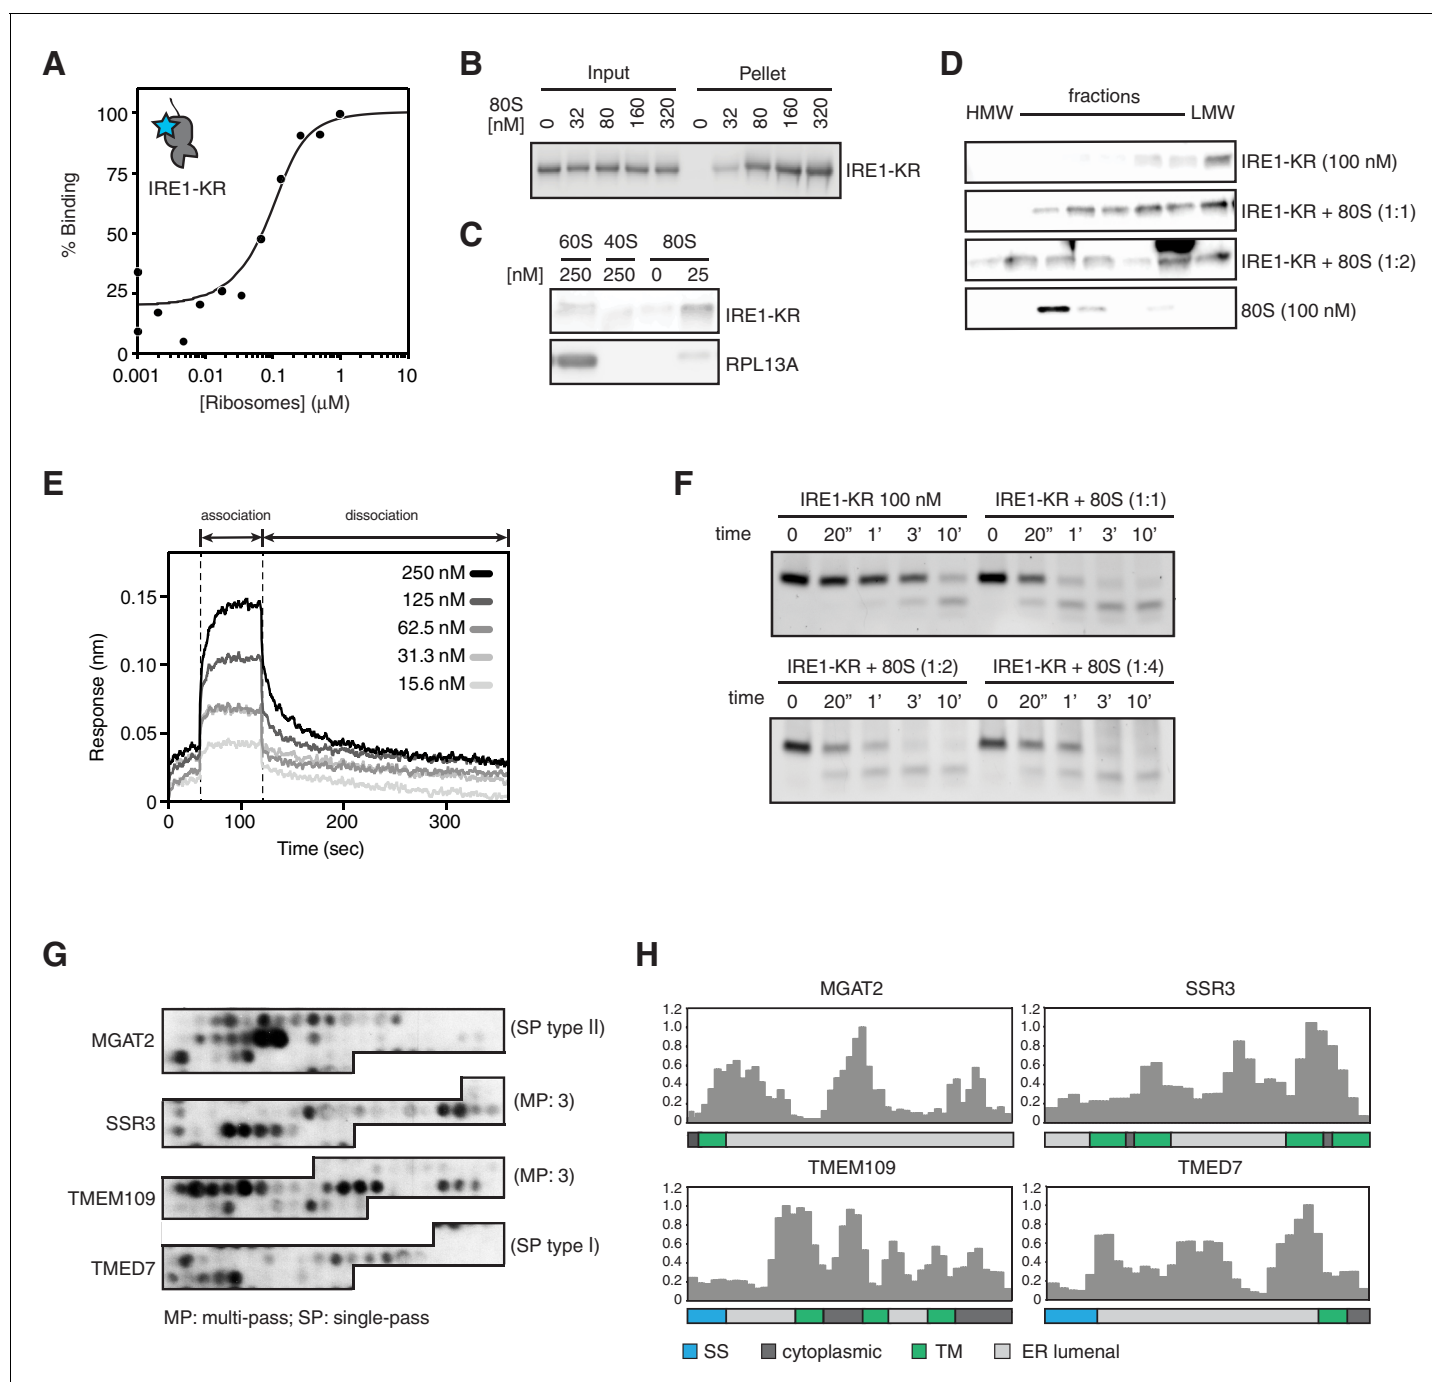 A
100
75
50
25
0
% Binding
IRE1-KR
0.001 0.01 0.1 1 10
[Ribosomes] (μM)
B
Input Pellet
80S [nM] 0 32 80 160 320 0 32 80 160 320
IRE1-KR
C
60S 40S 80S
[nM] 250 250 0 25
IRE1-KR
RPL13A
D
fractions
HMW LMW
IRE1-KR (100 nM)
IRE1-KR + 80S (1:1)
IRE1-KR + 80S (1:2)
80S (100 nM)
E
association dissociation
250 nM
125 nM
62.5 nM
31.3 nM
15.6 nM
0.15
0.10
0.05
0
Response (nm)
0 100 200 300
Time (sec)
F
IRE1-KR 100 nM IRE1-KR + 80S (1:1)
time 0 20” 1’ 3’ 10’ 0 20” 1’ 3’ 10’
IRE1-KR + 80S (1:2) IRE1-KR + 80S (1:4)
time 0 20” 1’ 3’ 10’ 0 20” 1’ 3’ 10’
G
MGAT2 (SP type II)
SSR3 (MP: 3)
TMEM109 (MP: 3)
TMED7 (SP type I)
MP: multi-pass; SP: single-pass
H
MGAT2
1.2
1.0
0.8
0.6
0.4
0.2
0
SSR3
1.2
1.0
0.8
0.6
0.4
0.2
0
TMEM109
1.2
1.0
0.8
0.6
0.4
0.2
0
TMED7
1.2
1.0
0.8
0.6
0.4
0.2
0
SS cytoplasmic TM ER lumenal